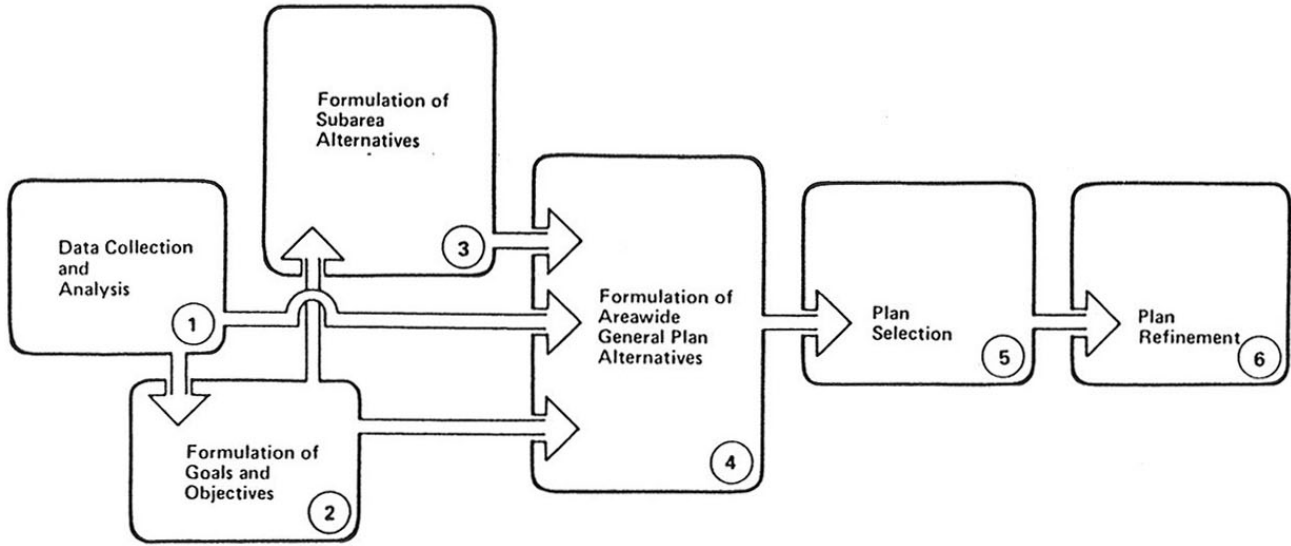 Data Collection
and
Analysis
1
Formulation of
Goals and
Objectives
2
Formulation of
Subarea
Alternatives
3
Formulation of
Areawide
General Plan
Alternatives
4
Plan
Selection
5
Plan
Refinement
6